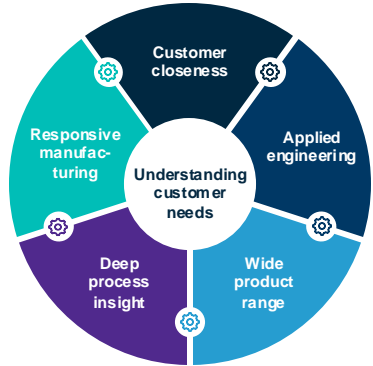 Customer
closeness
Applied
engineering
Wide
product
range
Deep
process
insight
Responsive
manufac-
turing
Understanding
customer
needs